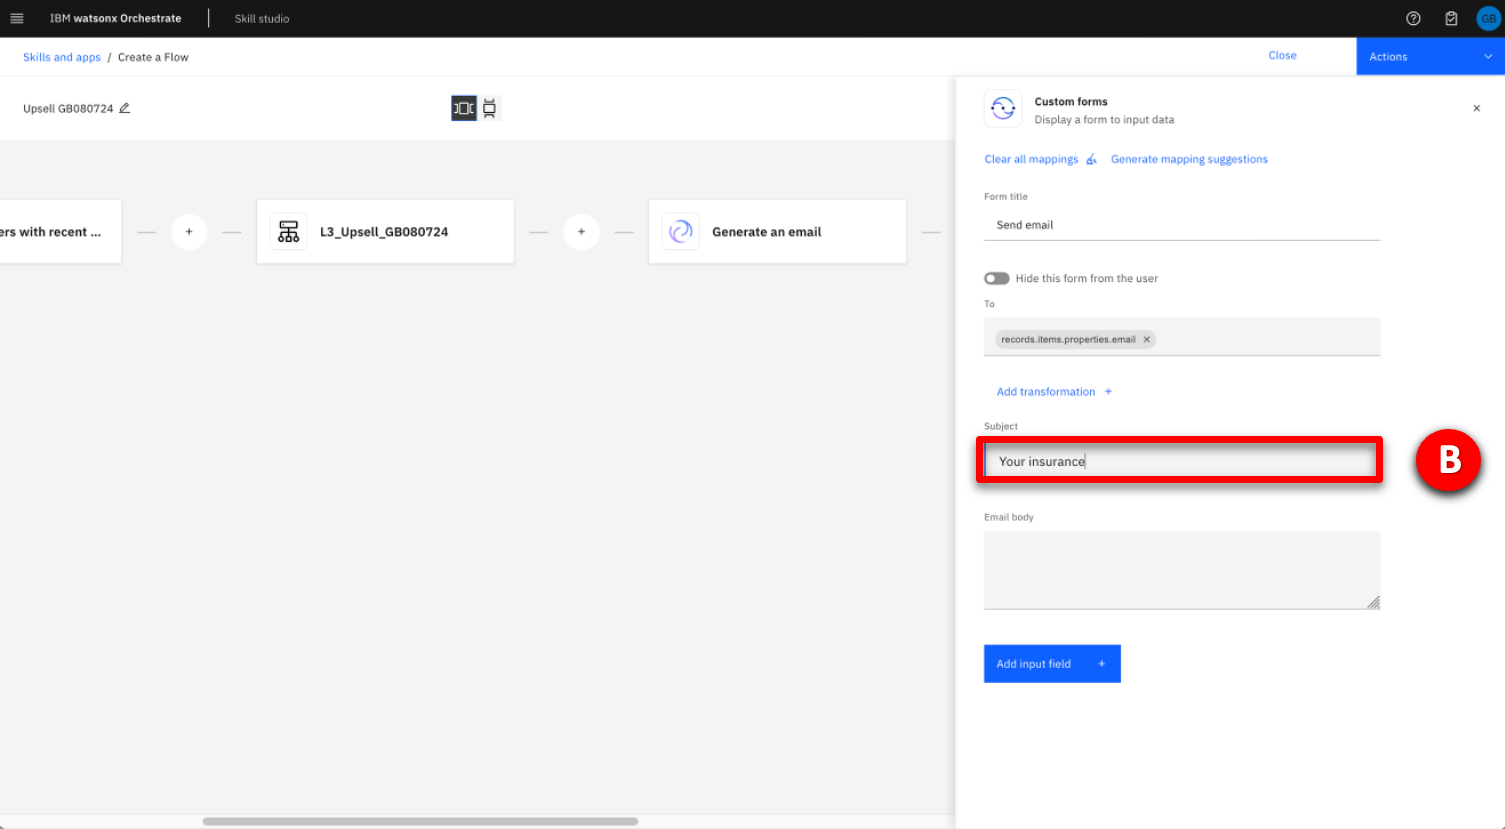 IBM watsonx Orchestrate
Skill studio
GB
Skills and apps / Create a Flow
Close
Actions
Upsell GB080724
Custom forms
Display a form to input data
Clear all mappings
Generate mapping suggestions
Form title
Send email
ers with recent ...
+
L3_Upsell_GB080724
+
Generate an email
Hide this form from the user
To
records.items.properties.email ×
Add transformation +
Subject
Your insurance
B
Email body
Add input field +